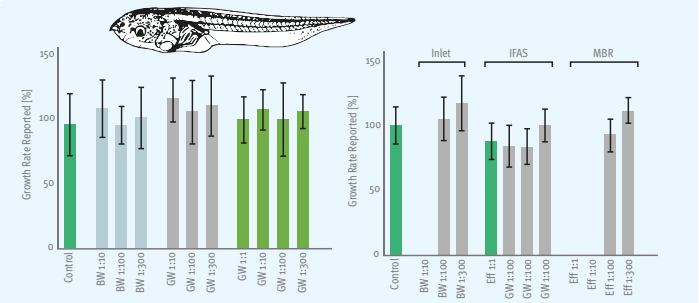 Growth Rate Reported [%]
150
100
50
0
Control
BW 1:10
BW 1:100
BW 1:300
GW 1:10
GW 1:100
GW 1:300
GW 1:1
GW 1:10
GW 1:100
GW 1:300
Inlet
IFAS
MBR
Growth Rate Reported [%]
150
100
50
0
Control
BW 1:10
BW 1:100
BW 1:300
Eff 1:1
GW 1:100
GW 1:100
GW 1:100
Eff 1:1
Eff 1:10
Eff 1:100
Eff 1:300